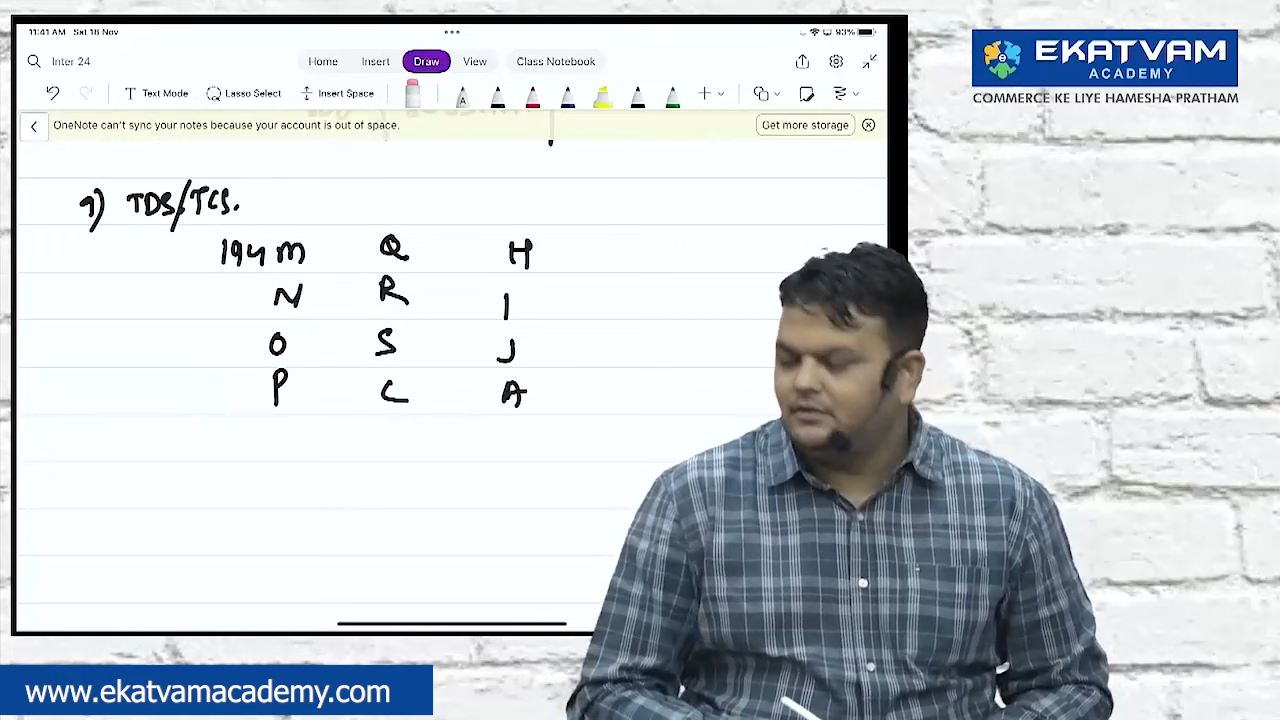 11:41 AM Sat 18 Nov
93%
Inter 24
Home Insert Draw View Class Notebook
Text Mode Lasso Select Insert Space
OneNote can't sync your notes because your account is out of space.
Get more storage
TDS/TCS.
194 M Q H
N R I
O S J
P C A
EKATVAM
ACADEMY
COMMERCE KE LIYE HAMESHA PRATHAM
www.ekatvamacademy.com